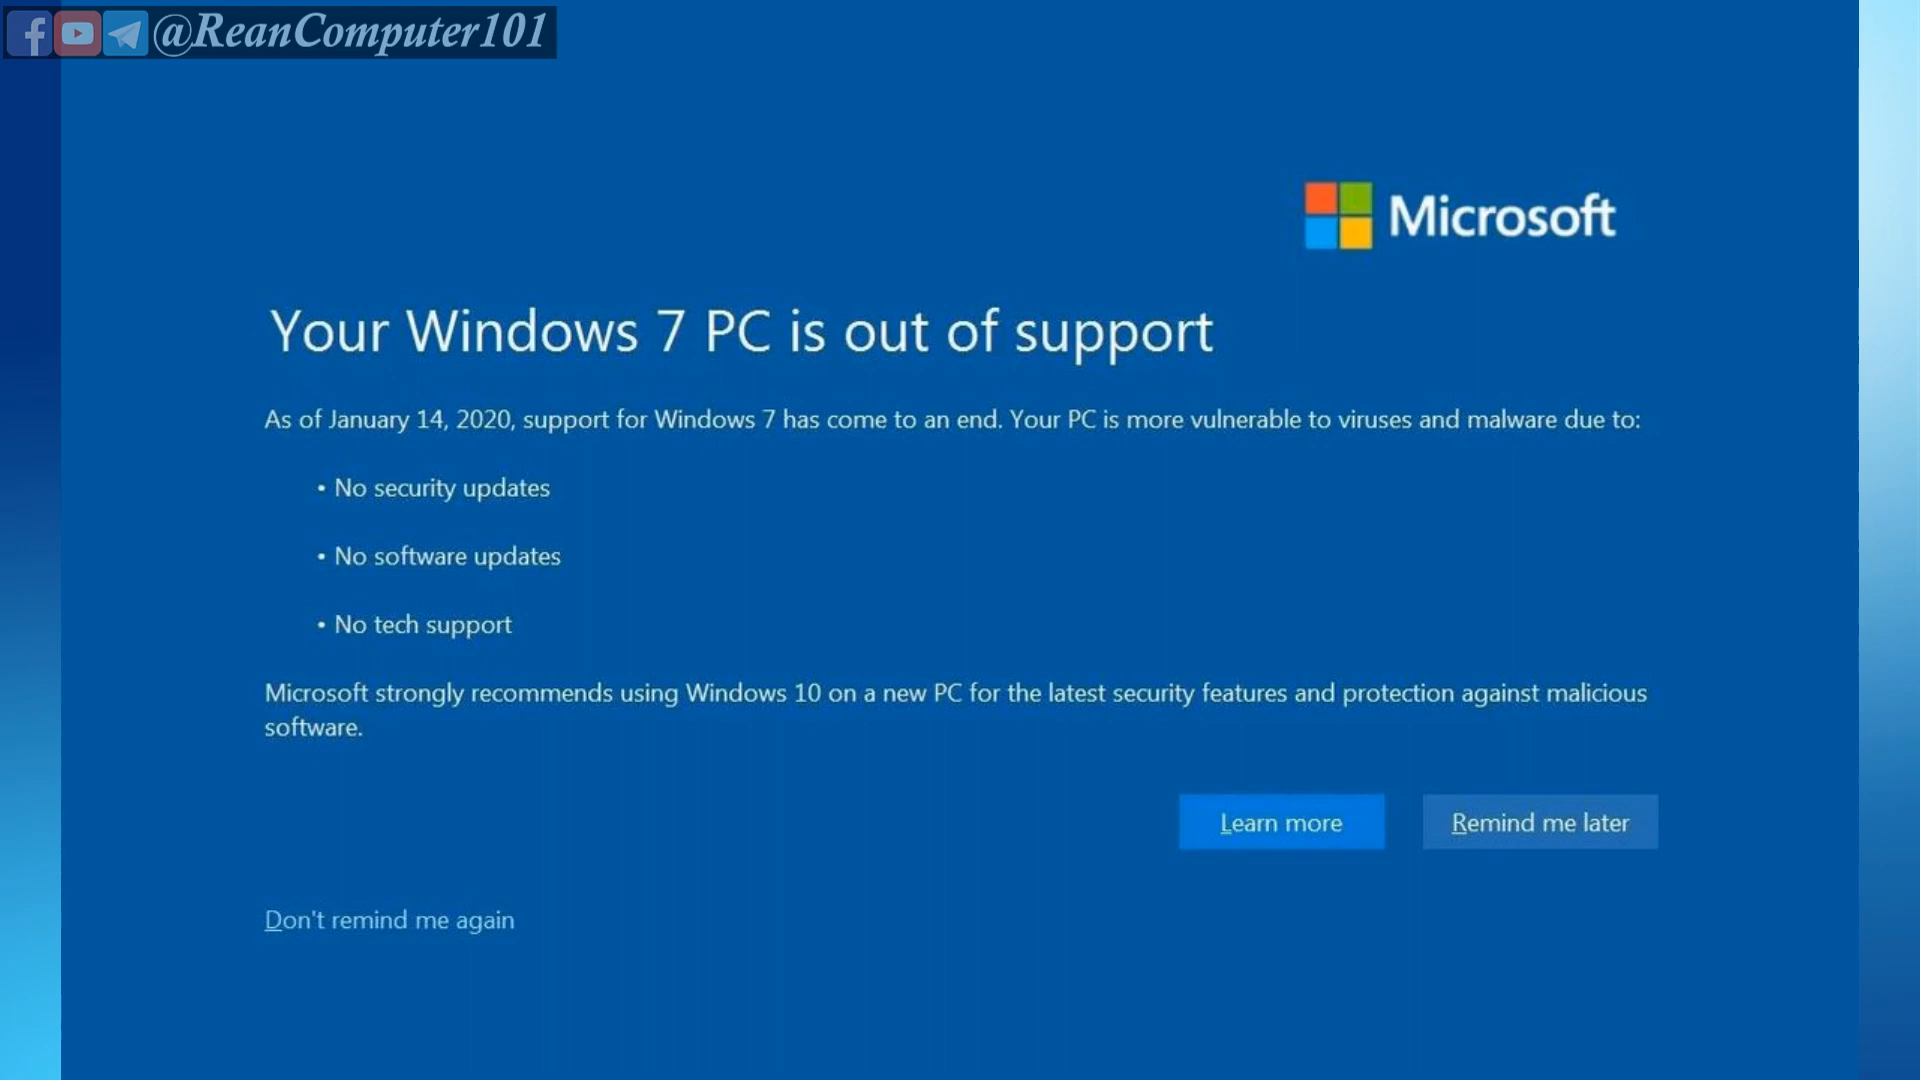 @ReanComputer101
Microsoft
Your Windows 7 PC is out of support
As of January 14, 2020, support for Windows 7 has come to an end. Your PC is more vulnerable to viruses and malware due to:
• No security updates
• No software updates
• No tech support
Microsoft strongly recommends using Windows 10 on a new PC for the latest security features and protection against malicious
software.
Learn more
Remind me later
Don't remind me again